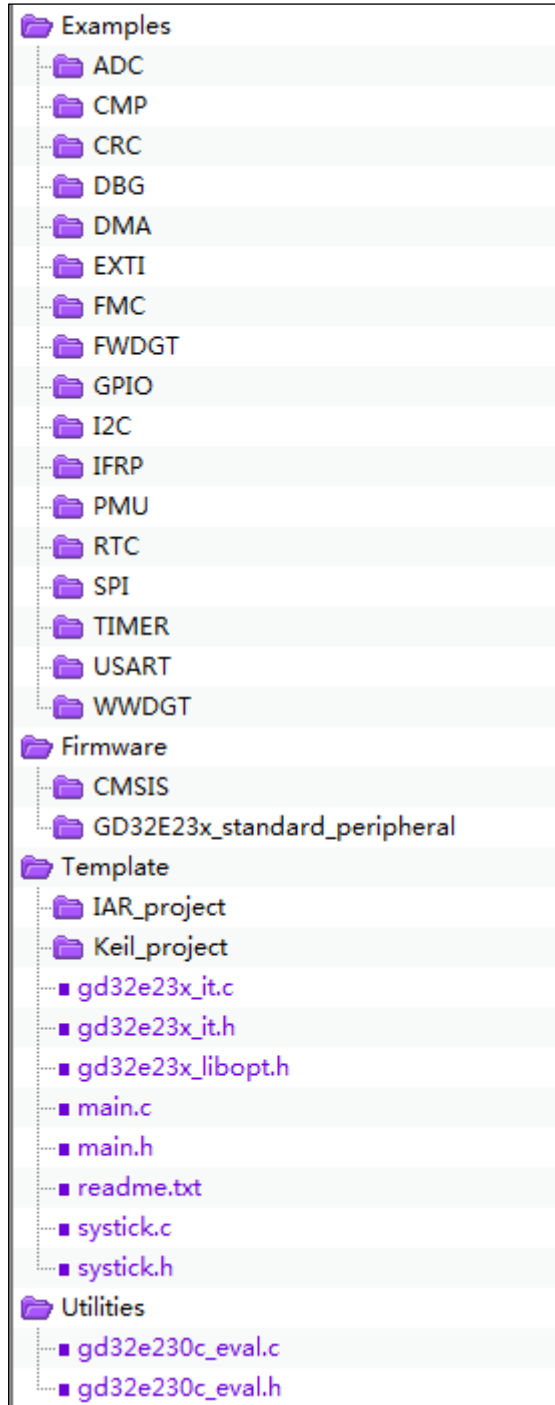 Examples
ADC
CMP
CRC
DBG
DMA
EXTI
FMC
FWDGT
GPIO
I2C
IFRP
PMU
RTC
SPI
TIMER
USART
WWDGT
Firmware
CMSIS
GD32E23x_standard_peripheral
Template
IAR_project
Keil_project
gd32e23x_it.c
gd32e23x_it.h
gd32e23x_libopt.h
main.c
main.h
readme.txt
systick.c
systick.h
Utilities
gd32e230c_eval.c
gd32e230c_eval.h